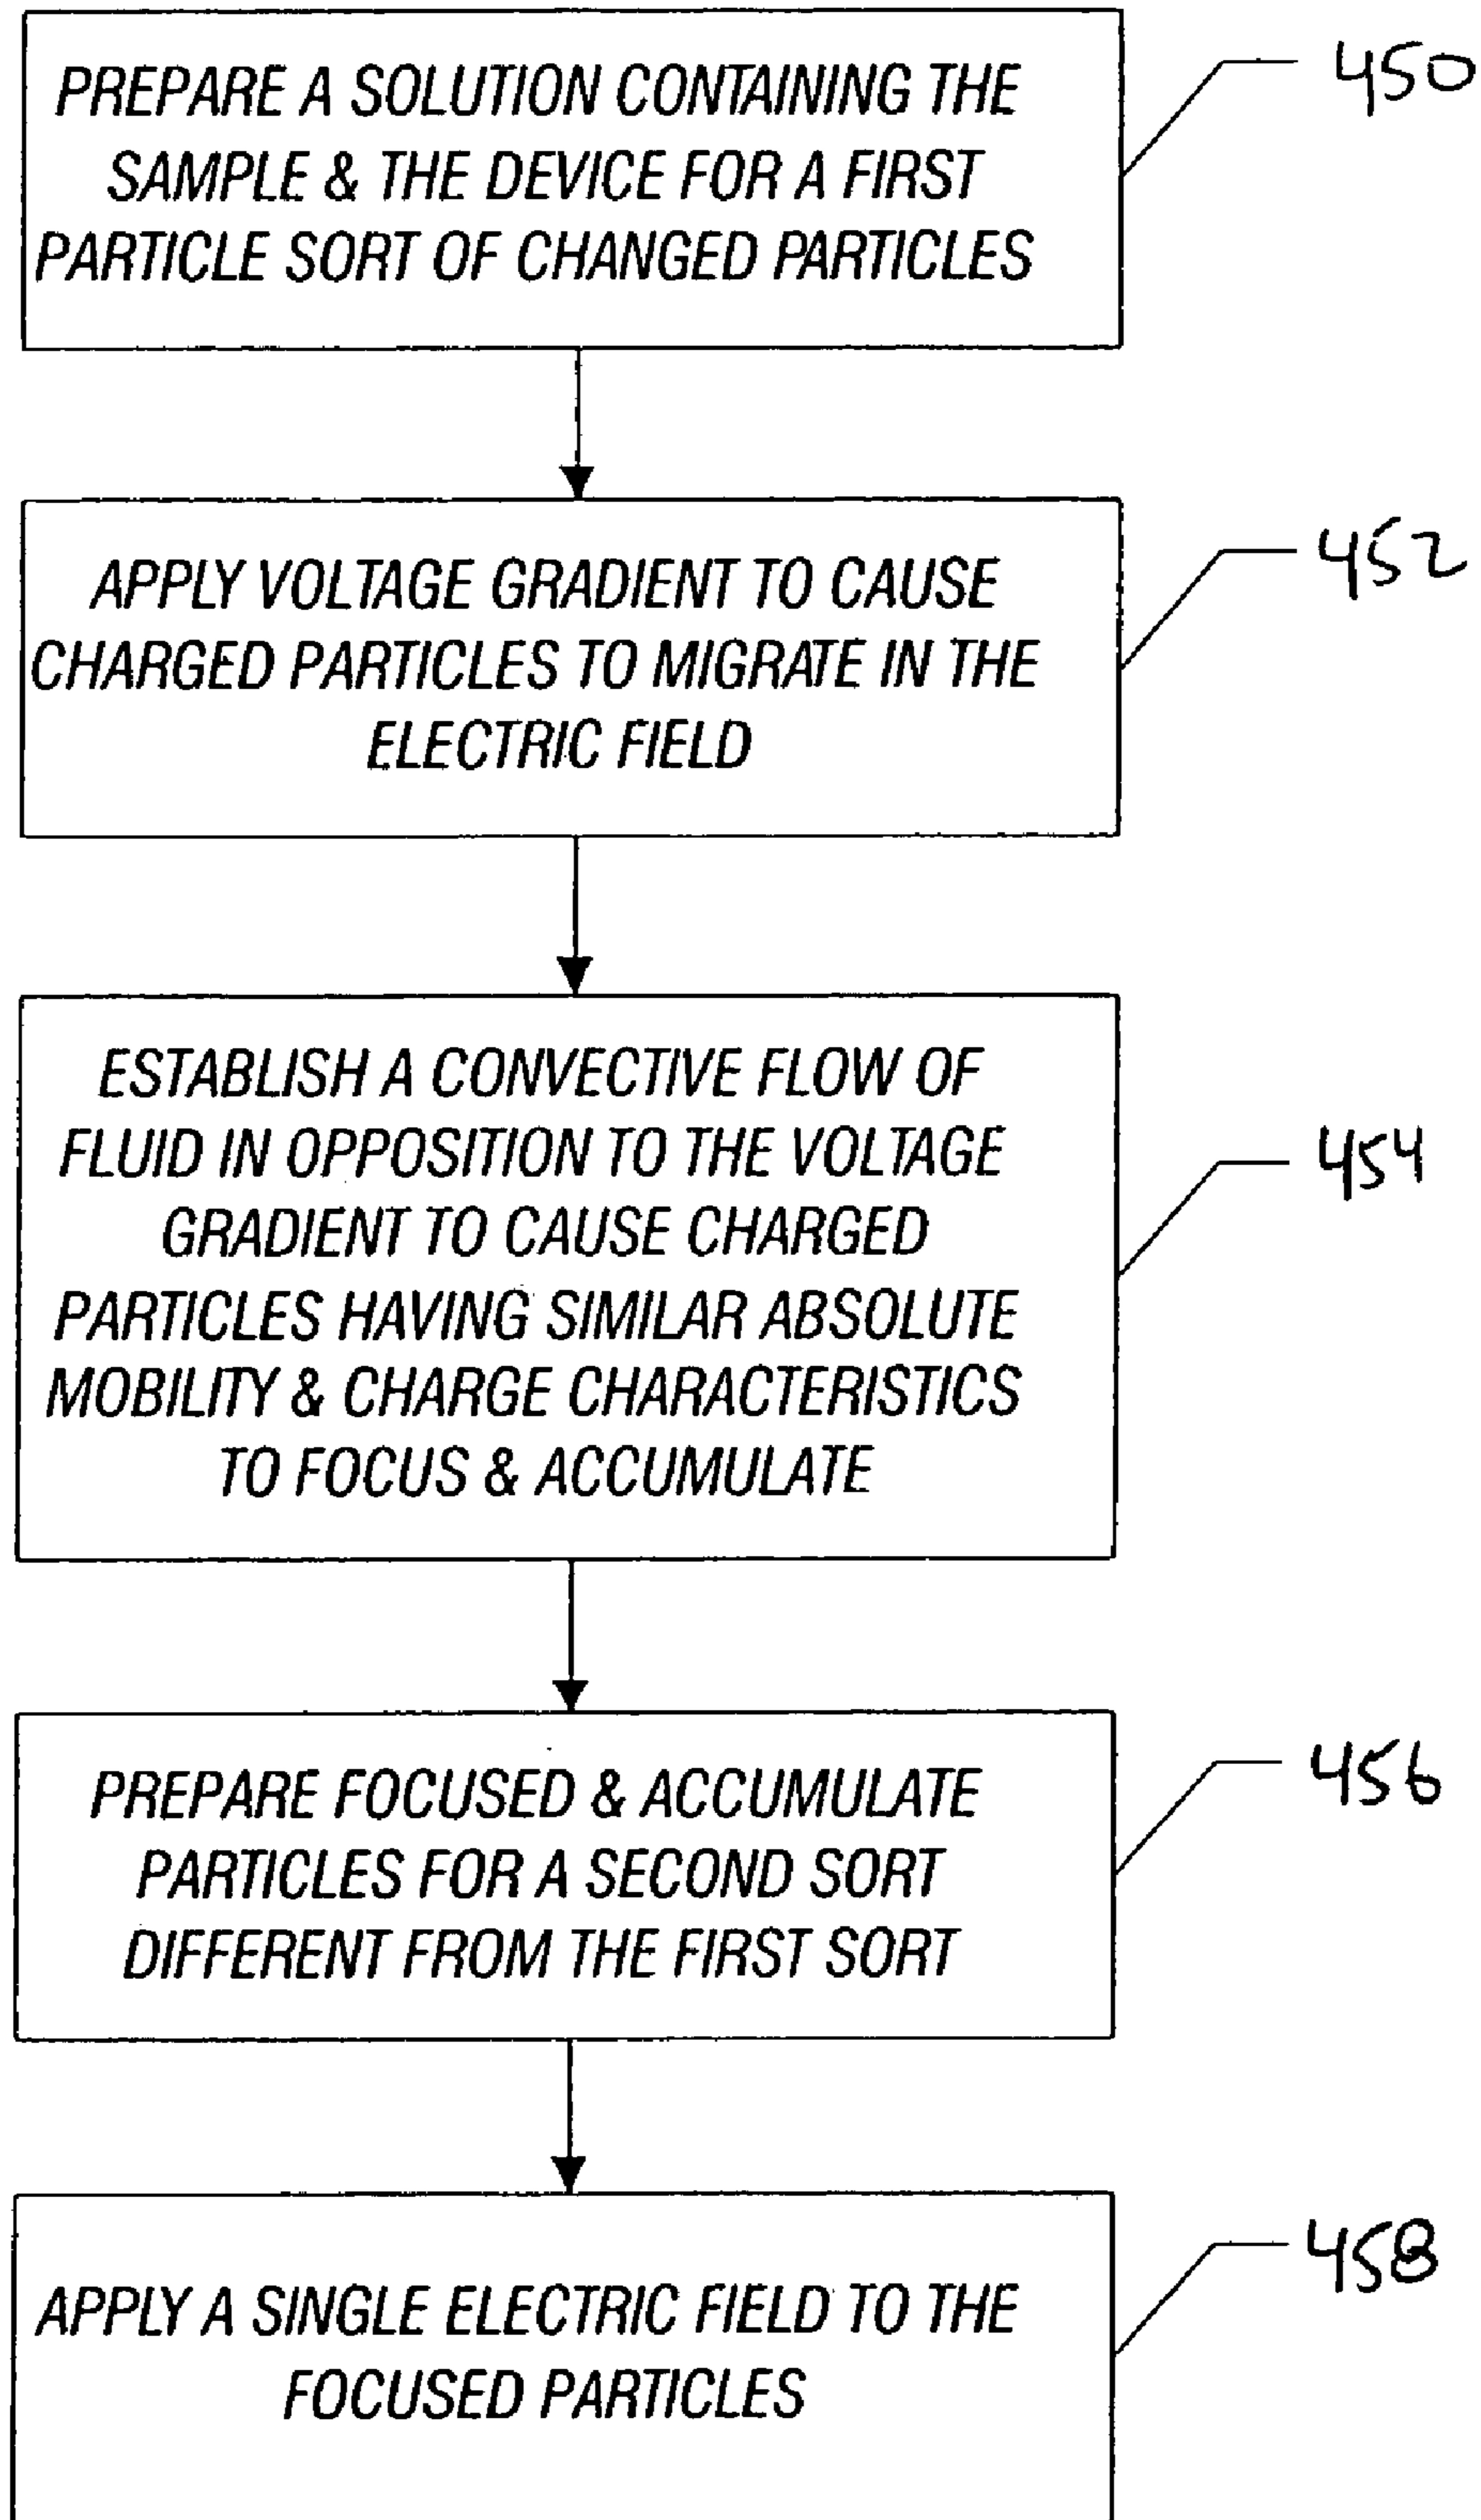 PREPARE A SOLUTION CONTAINING THE
SAMPLE & THE DEVICE FOR A FIRST
PARTICLE SORT OF CHANGED PARTICLES
450
APPLY VOLTAGE GRADIENT TO CAUSE
CHARGED PARTICLES TO MIGRATE IN THE
ELECTRIC FIELD
452
ESTABLISH A CONVECTIVE FLOW OF
FLUID IN OPPOSITION TO THE VOLTAGE
GRADIENT TO CAUSE CHARGED
PARTICLES HAVING SIMILAR ABSOLUTE
MOBILITY & CHARGE CHARACTERISTICS
TO FOCUS & ACCUMULATE
454
PREPARE FOCUSED & ACCUMULATE
PARTICLES FOR A SECOND SORT
DIFFERENT FROM THE FIRST SORT
456
APPLY A SINGLE ELECTRIC FIELD TO THE
FOCUSED PARTICLES
458